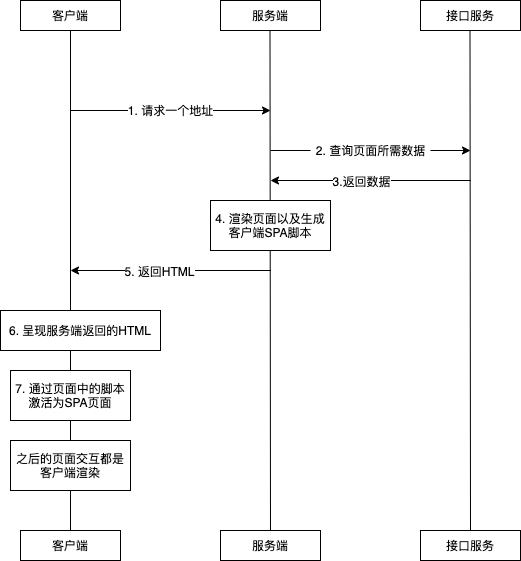 客户端
服务端
接口服务
1. 请求一个地址
2. 查询页面所需数据
3.返回数据
4. 渲染页面以及生成
客户端SPA脚本
5. 返回HTML
6. 呈现服务端返回的HTML
7. 通过页面中的脚本
激活为SPA页面
之后的页面交互都是
客户端渲染
客户端
服务端
接口服务